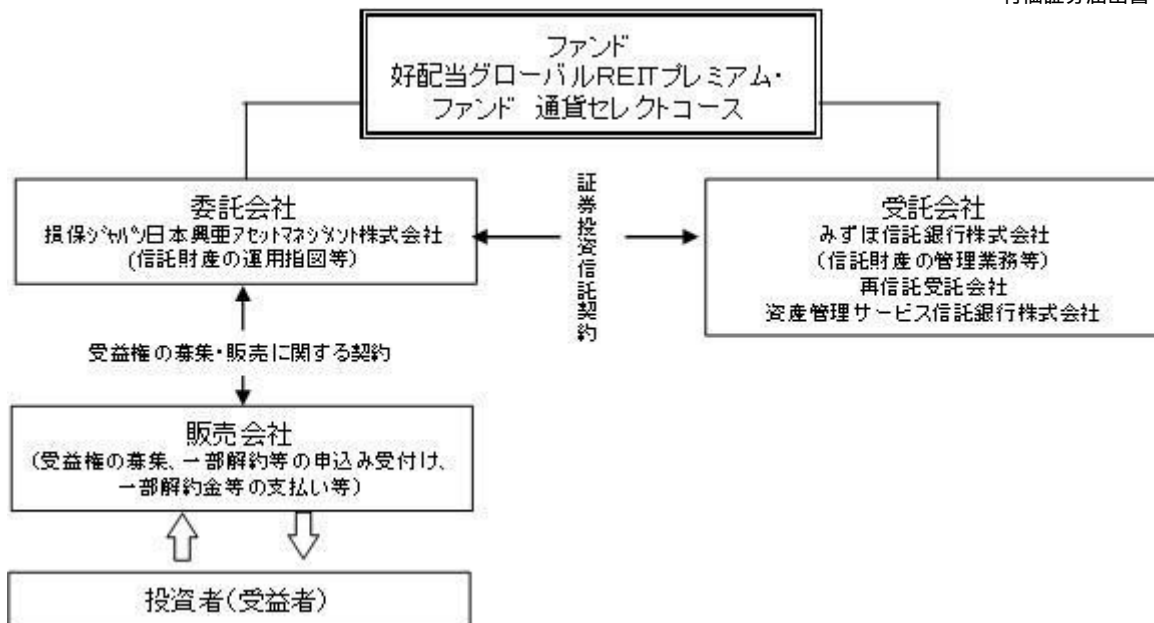 ファンド
好配当グローバルREITプレミアム・
ファンド 通貨セレクトコース
委託会社
損保ジャパン日本興亜アセットマネジメント株式会社
(信託財産の運用指図等)
証券投資信託契約
受託会社
みずほ信託銀行株式会社
(信託財産の管理業務等)
再信託受託会社
資産管理サービス信託銀行株式会社
受益権の募集・販売に関する契約
販売会社
(受益権の募集、一部解約等の申込み受付け、
一部解約金等の支払い等)
投資者(受益者)